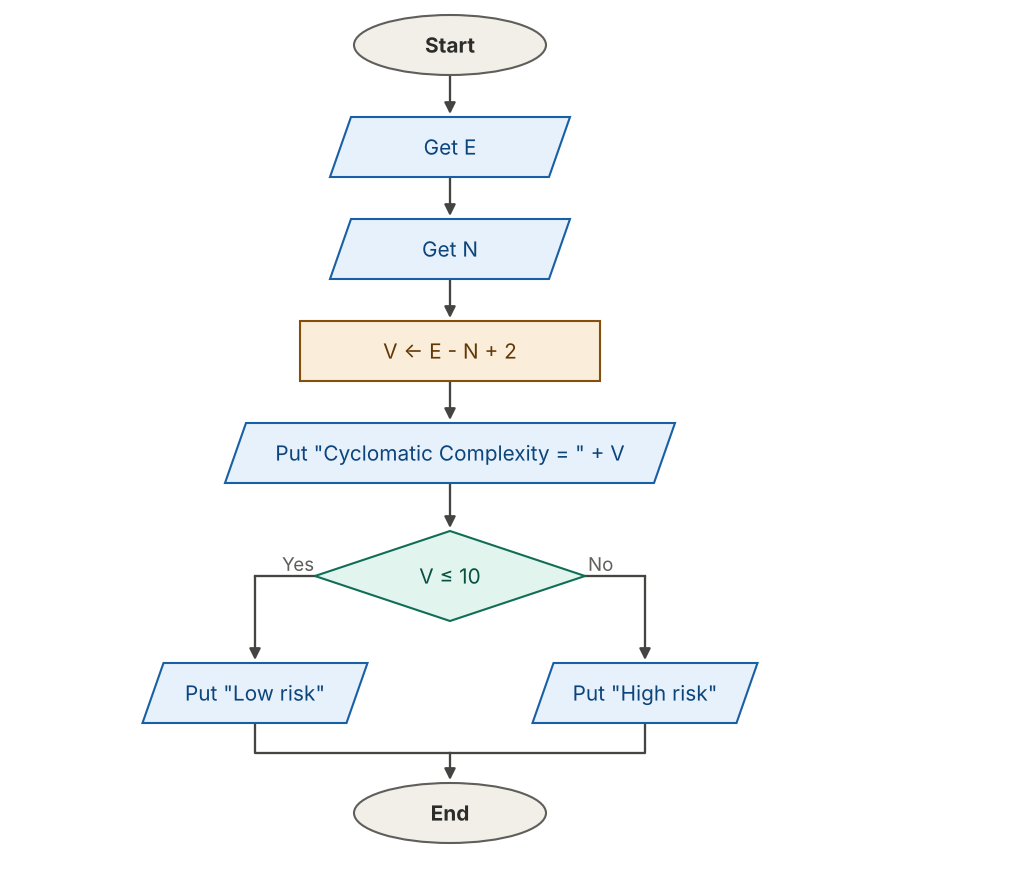 Start
Get E
Get N
V ← E - N + 2
Put "Cyclomatic Complexity = " + V
V ≤ 10
Yes
No
Put "Low risk"
Put "High risk"
End